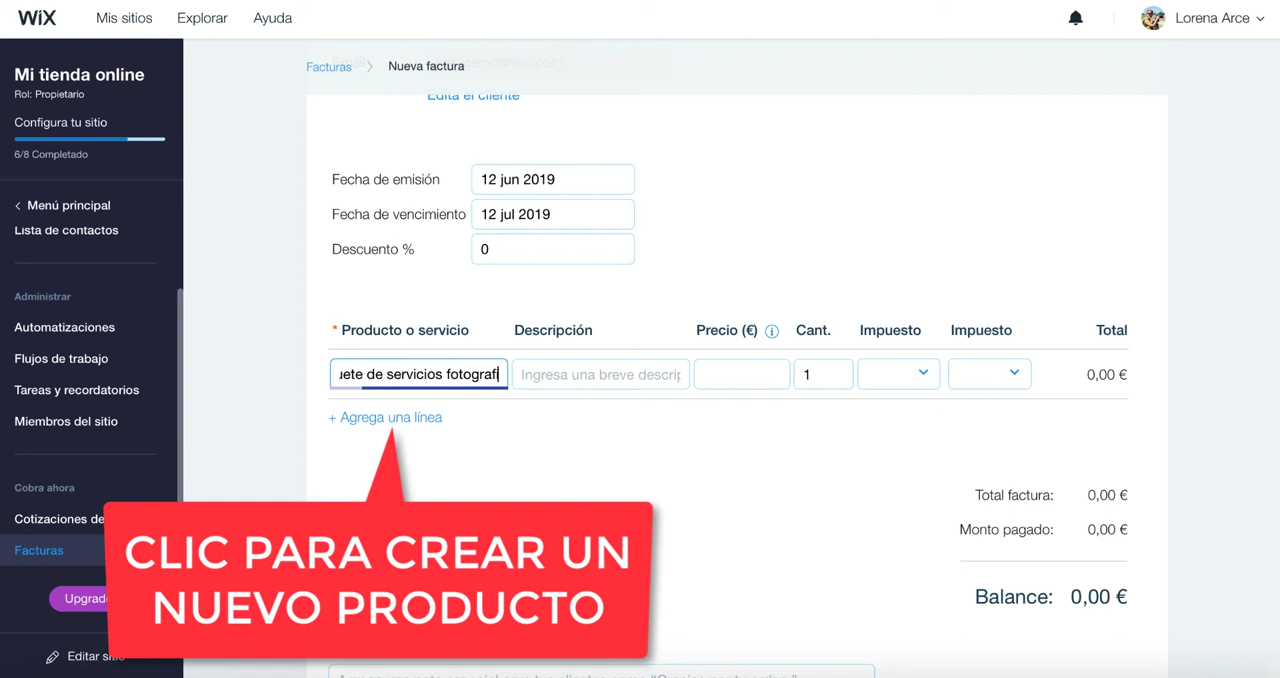 WiX Mis sitios Explorar Ayuda Lorena Arce
Mi tienda online
Rol: Propietario
Configura tu sitio
6/8 Completado
Menú principal
Lista de contactos
Administrar
Automatizaciones
Flujos de trabajo
Tareas y recordatorios
Miembros del sitio
Cobra ahora
Cotizaciones de
Facturas
Upgrade
Editar sitio
Facturas > Nueva factura
Edita el cliente
Fecha de emisión 12 jun 2019
Fecha de vencimiento 12 jul 2019
Descuento % 0
* Producto o servicio Descripción Precio (€) i Cant. Impuesto Impuesto Total
uete de servicios fotografi Ingresa una breve descrip 1 0,00 €
+ Agrega una línea
CLIC PARA CREAR UN
NUEVO PRODUCTO
Total factura: 0,00 €
Monto pagado: 0,00 €
Balance: 0,00 €